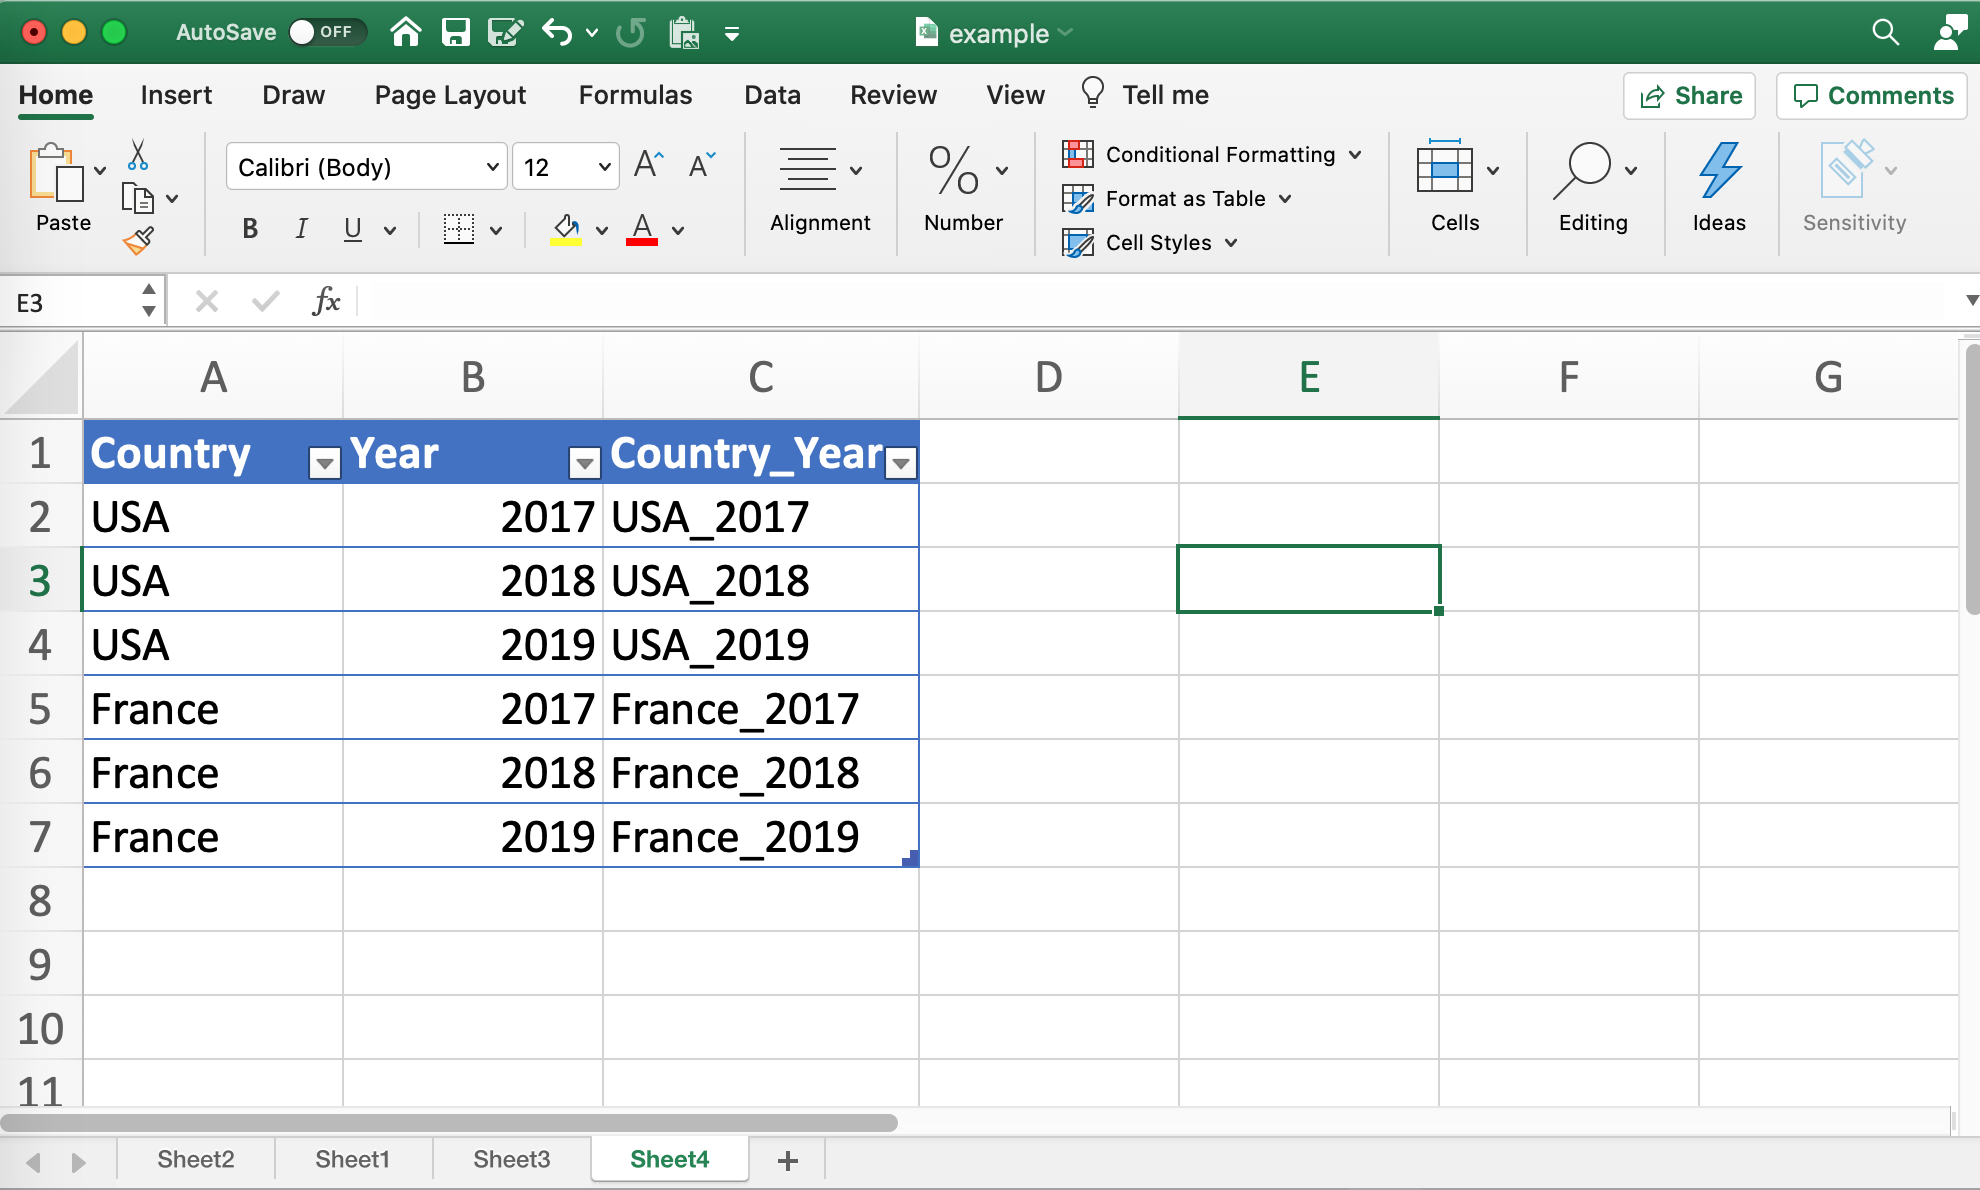 AutoSave OFF example
Home Insert Draw Page Layout Formulas Data Review View Tell me Share Comments
Paste Calibri (Body) 12 A A B I U A Alignment % Number Conditional Formatting Format as Table Cell Styles Cells Editing Ideas Sensitivity
E3 fx
A B C D E F G
1 Country Year Country_Year
2 USA 2017 USA_2017
3 USA 2018 USA_2018
4 USA 2019 USA_2019
5 France 2017 France_2017
6 France 2018 France_2018
7 France 2019 France_2019
8
9
10
11
Sheet2 Sheet1 Sheet3 Sheet4 +